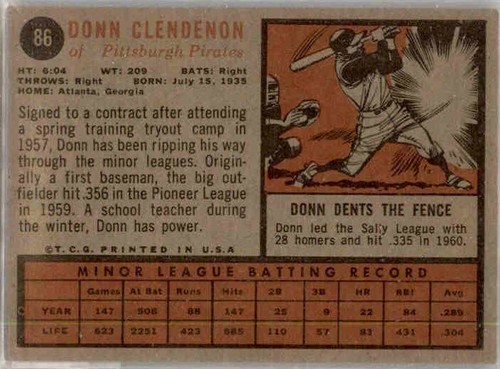 86
DONN CLENDENON
of Pittsburgh Pirates
HT: 6:04 WT: 209 BATS: Right
THROWS: Right BORN: July 15, 1935
HOME: Atlanta, Georgia
Signed to a contract after attending
a spring training tryout camp in
1957, Donn has been ripping his way
through the minor leagues. Origin-
ally a first baseman, the big out-
fielder hit .356 in the Pioneer League
in 1959. A school teacher during
the winter, Donn has power.
©T.C.G. PRINTED IN U.S.A
DONN DENTS THE FENCE
Donn led the Sally League with
28 homers and hit .335 in 1960.
MINOR LEAGUE BATTING RECORD
Games At Bat Runs Hits 2B 3B HR RBI Avg
YEAR 147 508 88 147 25 9 22 84 .289
LIFE 623 2251 423 685 110 57 83 431 .304